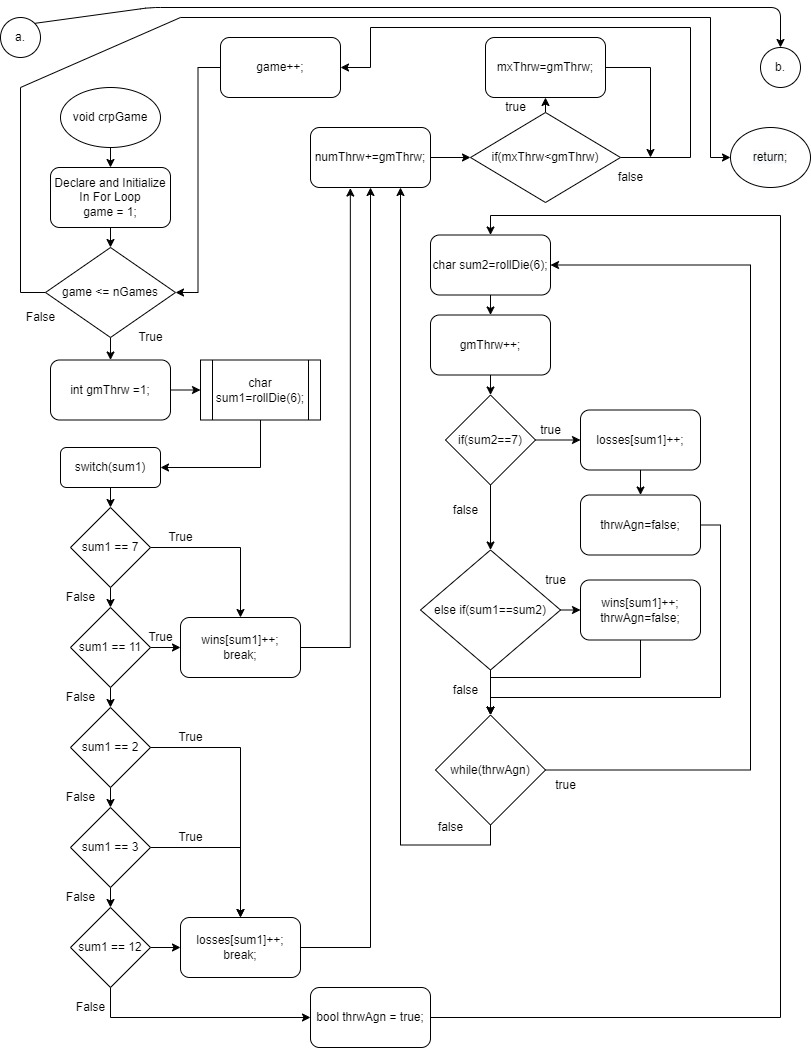 a.
b.
game++;
mxThrw=gmThrw;
true
void crpGame
numThrw+=gmThrw;
if(mxThrw<gmThrw)
false
return;
Declare and Initialize
In For Loop
game = 1;
game <= nGames
False
True
int gmThrw =1;
char
sum1=rollDie(6);
switch(sum1)
sum1 == 7
True
False
sum1 == 11
True
wins[sum1]++;
break;
False
sum1 == 2
True
False
sum1 == 3
True
False
sum1 == 12
losses[sum1]++;
break;
False
bool thrwAgn = true;
char sum2=rollDie(6);
gmThrw++;
if(sum2==7)
true
losses[sum1]++;
thrwAgn=false;
false
else if(sum1==sum2)
true
wins[sum1]++;
thrwAgn=false;
false
while(thrwAgn)
true
false